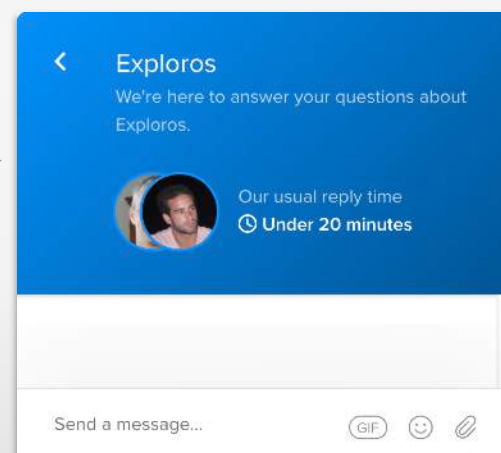 Exploros
We're here to answer your questions about
Exploros.
Our usual reply time
Under 20 minutes
Send a message...
GIF